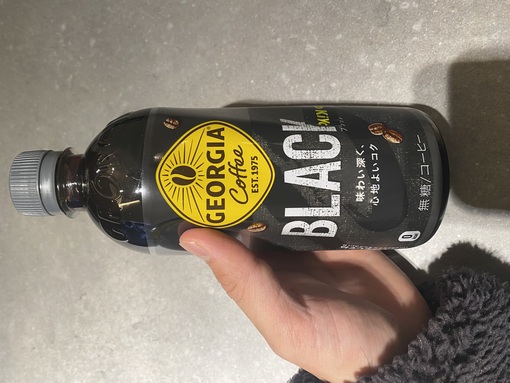 GEORGIA
Coffee
EST.1975
BLACK
味わい深く、
心地よいコク
無糖/コーヒー